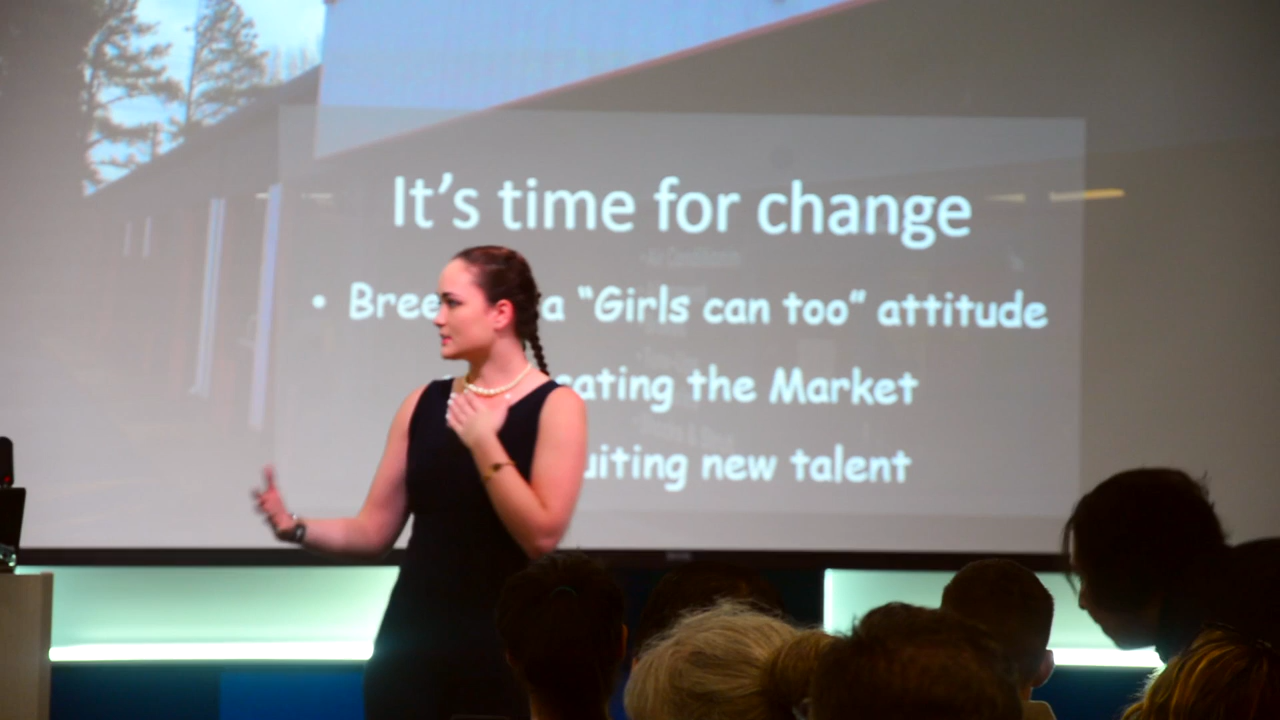 It's time for change
• Bree a “Girls can too” attitude
cating the Market
uiting new talent